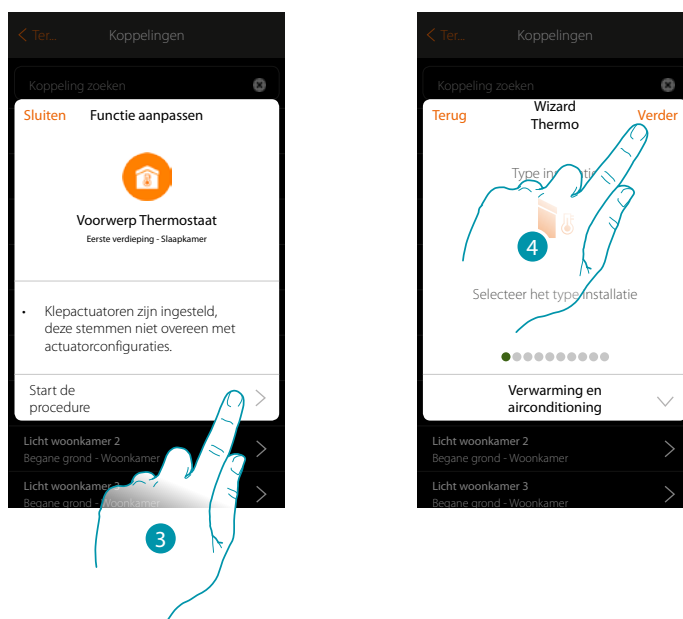 Ter... Koppelingen
Koppeling zoeken
Sluiten Functie aanpassen
Voorwerp Thermostaat
Eerste verdieping - Slaapkamer
• Klepactuatoren zijn ingesteld,
deze stemmen niet overeen met
actuatorconfiguraties.
Start de
procedure
Licht woonkamer 2
Begane grond - Woonkamer
Licht woonkamer 3
Begane grond - Woonkamer
3
Ter... Koppelingen
Koppeling zoeken
Terug Wizard Verder
Thermo
Type
4
Selecteer het type installatie
Verwarming en
airconditioning
Licht woonkamer 2
Begane grond - Woonkamer
Licht woonkamer 3
Begane grond - Woonkamer